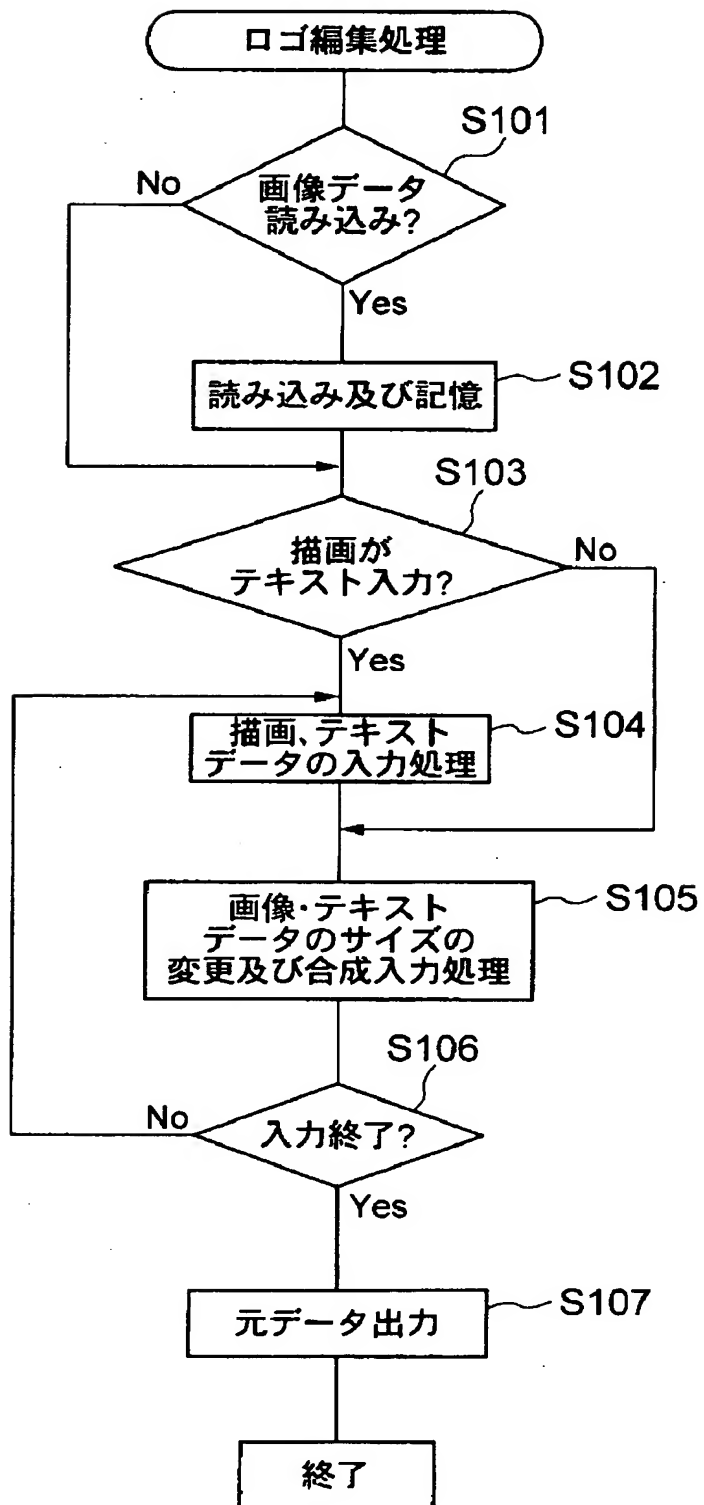 ロゴ編集処理
S101
No
画像データ
読み込み?
Yes
読み込み及び記憶
S102
S103
描画が
テキスト入力?
No
Yes
描画、テキスト
データの入力処理
S104
画像・テキスト
データのサイズの
変更及び合成入力処理
S105
S106
No
入力終了?
Yes
元データ出力
S107
終了